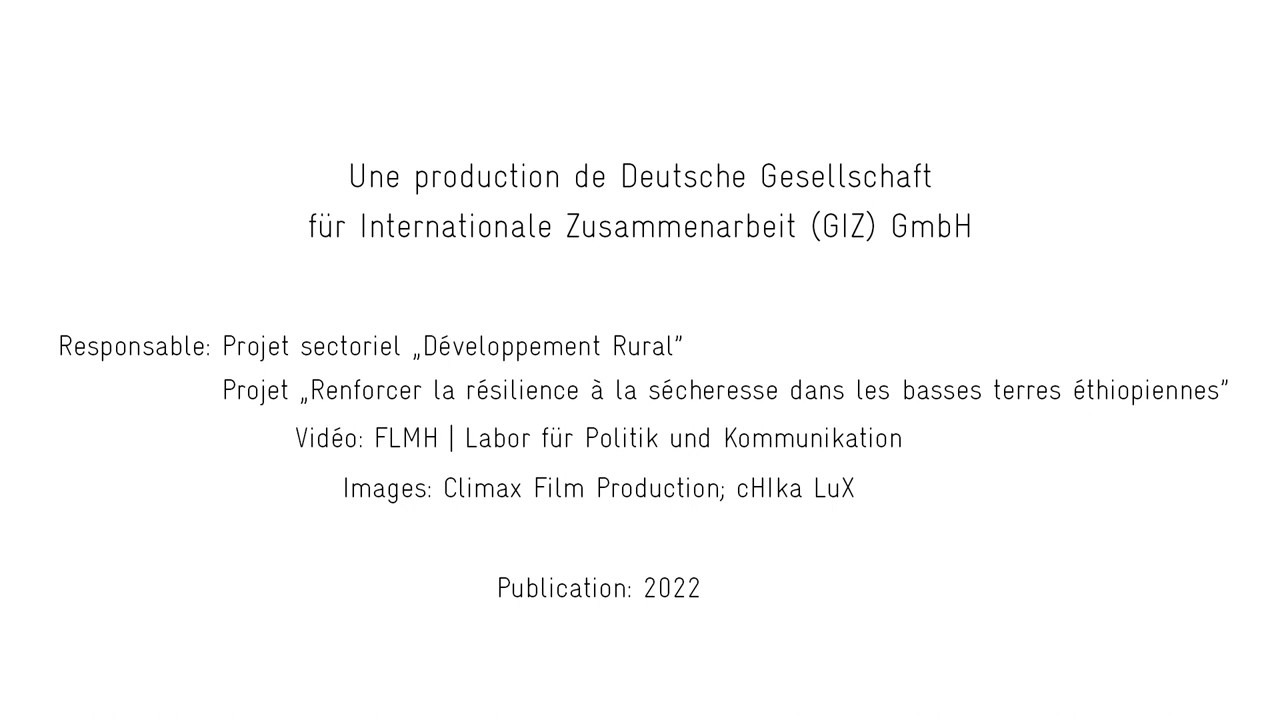 Une production de Deutsche Gesellschaft
für Internationale Zusammenarbeit (GIZ) GmbH
Responsable: Projet sectoriel „Développement Rural”
Projet „Renforcer la résilience à la sécheresse dans les basses terres éthiopiennes”
Vidéo: FLMH | Labor für Politik und Kommunikation
Images: Climax Film Production; cHIka LuX
Publication: 2022